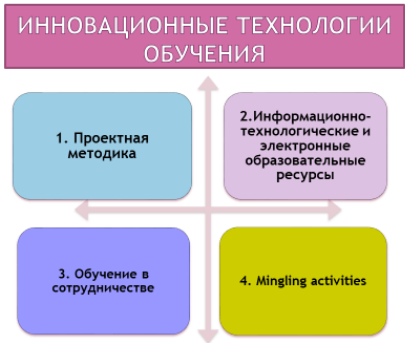 ИННОВАЦИОННЫЕ ТЕХНОЛОГИИ
ОБУЧЕНИЯ
1. Проектная
методика
2.Информационно-
технологические и
электронные
образовательные
ресурсы
3. Обучение в
сотрудничестве
4. Mingling activities